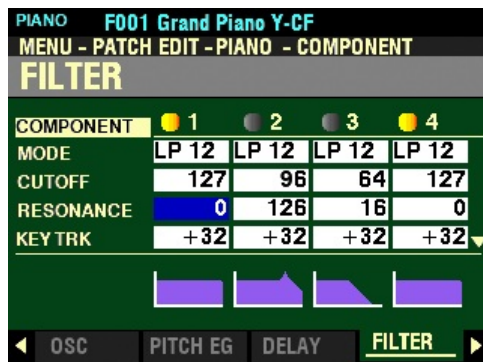 PIANO F001 Grand Piano Y-CF
MENU - PATCH EDIT - PIANO - COMPONENT
FILTER
COMPONENT 1 2 3 4
MODE LP 12 LP 12 LP 12 LP 12
CUTOFF 127 96 64 127
RESONANCE 0 126 16 0
KEY TRK +32 +32 +32 +32
OSC PITCH EG DELAY FILTER